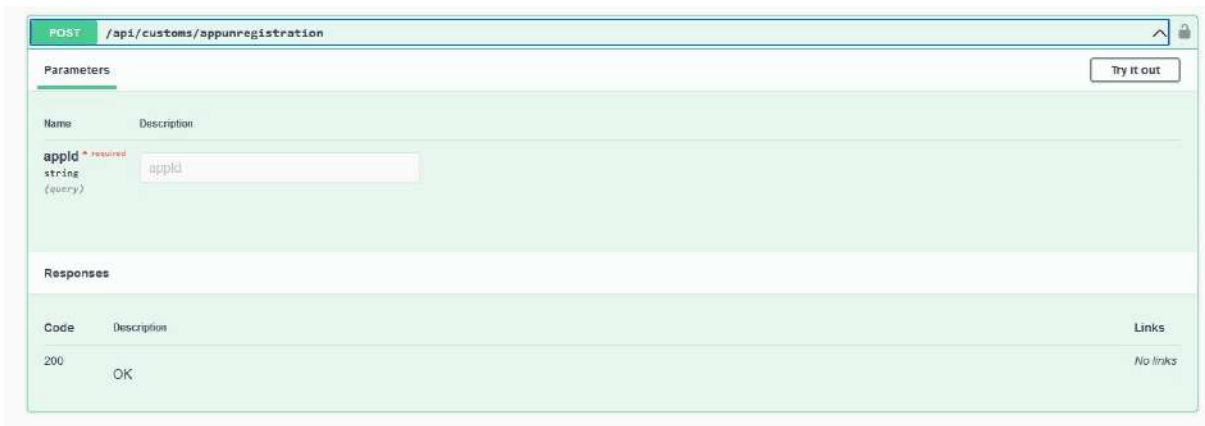 POST /api/customs/appunregistration
Parameters
Try it out
Name Description
appId * required
string
(query)
appId
Responses
Code Description Links
200 OK No links